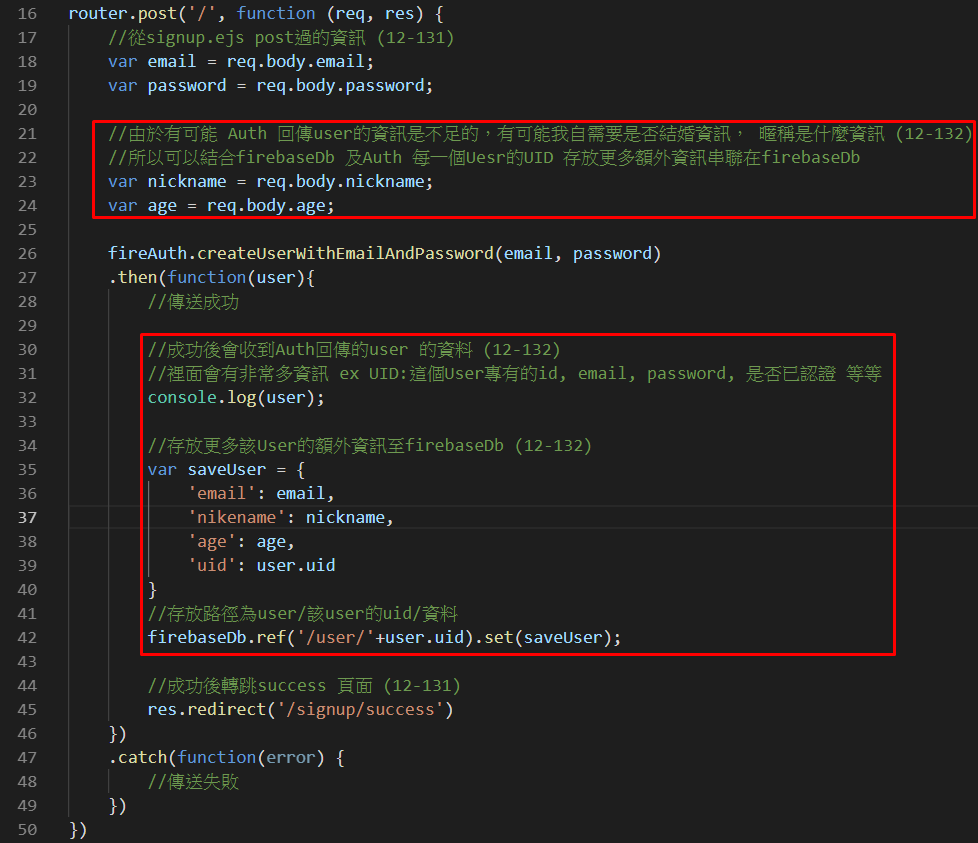 16 router.post('/', function (req, res) {
17 //從signup.ejs post過的資訊 (12-131)
18 var email = req.body.email;
19 var password = req.body.password;
20
21 //由於有可能 Auth 回傳user的資訊是不足的，有可能我自需要是否結婚資訊， 暱稱是什麼資訊 (12-132)
22 //所以可以結合firebaseDb 及Auth 每一個Uesr的UID 存放更多額外資訊串聯在firebaseDb
23 var nickname = req.body.nickname;
24 var age = req.body.age;
25
26 fireAuth.createUserWithEmailAndPassword(email, password)
27 .then(function(user){
28 //傳送成功
29
30 //成功後會收到Auth回傳的user 的資料 (12-132)
31 //裡面會有非常多資訊 ex UID:這個User專有的id, email, password, 是否已認證 等等
32 console.log(user);
33
34 //存放更多該User的額外資訊至firebaseDb (12-132)
35 var saveUser = {
36 'email': email,
37 'nikename': nickname,
38 'age': age,
39 'uid': user.uid
40 }
41 //存放路徑為user/該user的uid/資料
42 firebaseDb.ref('/user/'+user.uid).set(saveUser);
43
44 //成功後轉跳success 頁面 (12-131)
45 res.redirect('/signup/success')
46 })
47 .catch(function(error) {
48 //傳送失敗
49 })
50 })